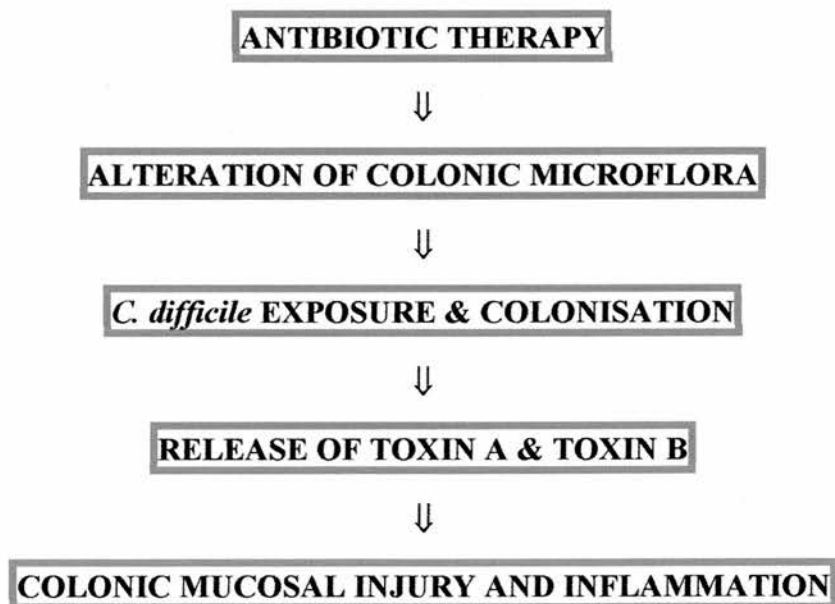 ANTIBIOTIC THERAPY
⇓
ALTERATION OF COLONIC MICROFLORA
⇓
C. difficile EXPOSURE & COLONISATION
⇓
RELEASE OF TOXIN A & TOXIN B
⇓
COLONIC MUCOSAL INJURY AND INFLAMMATION